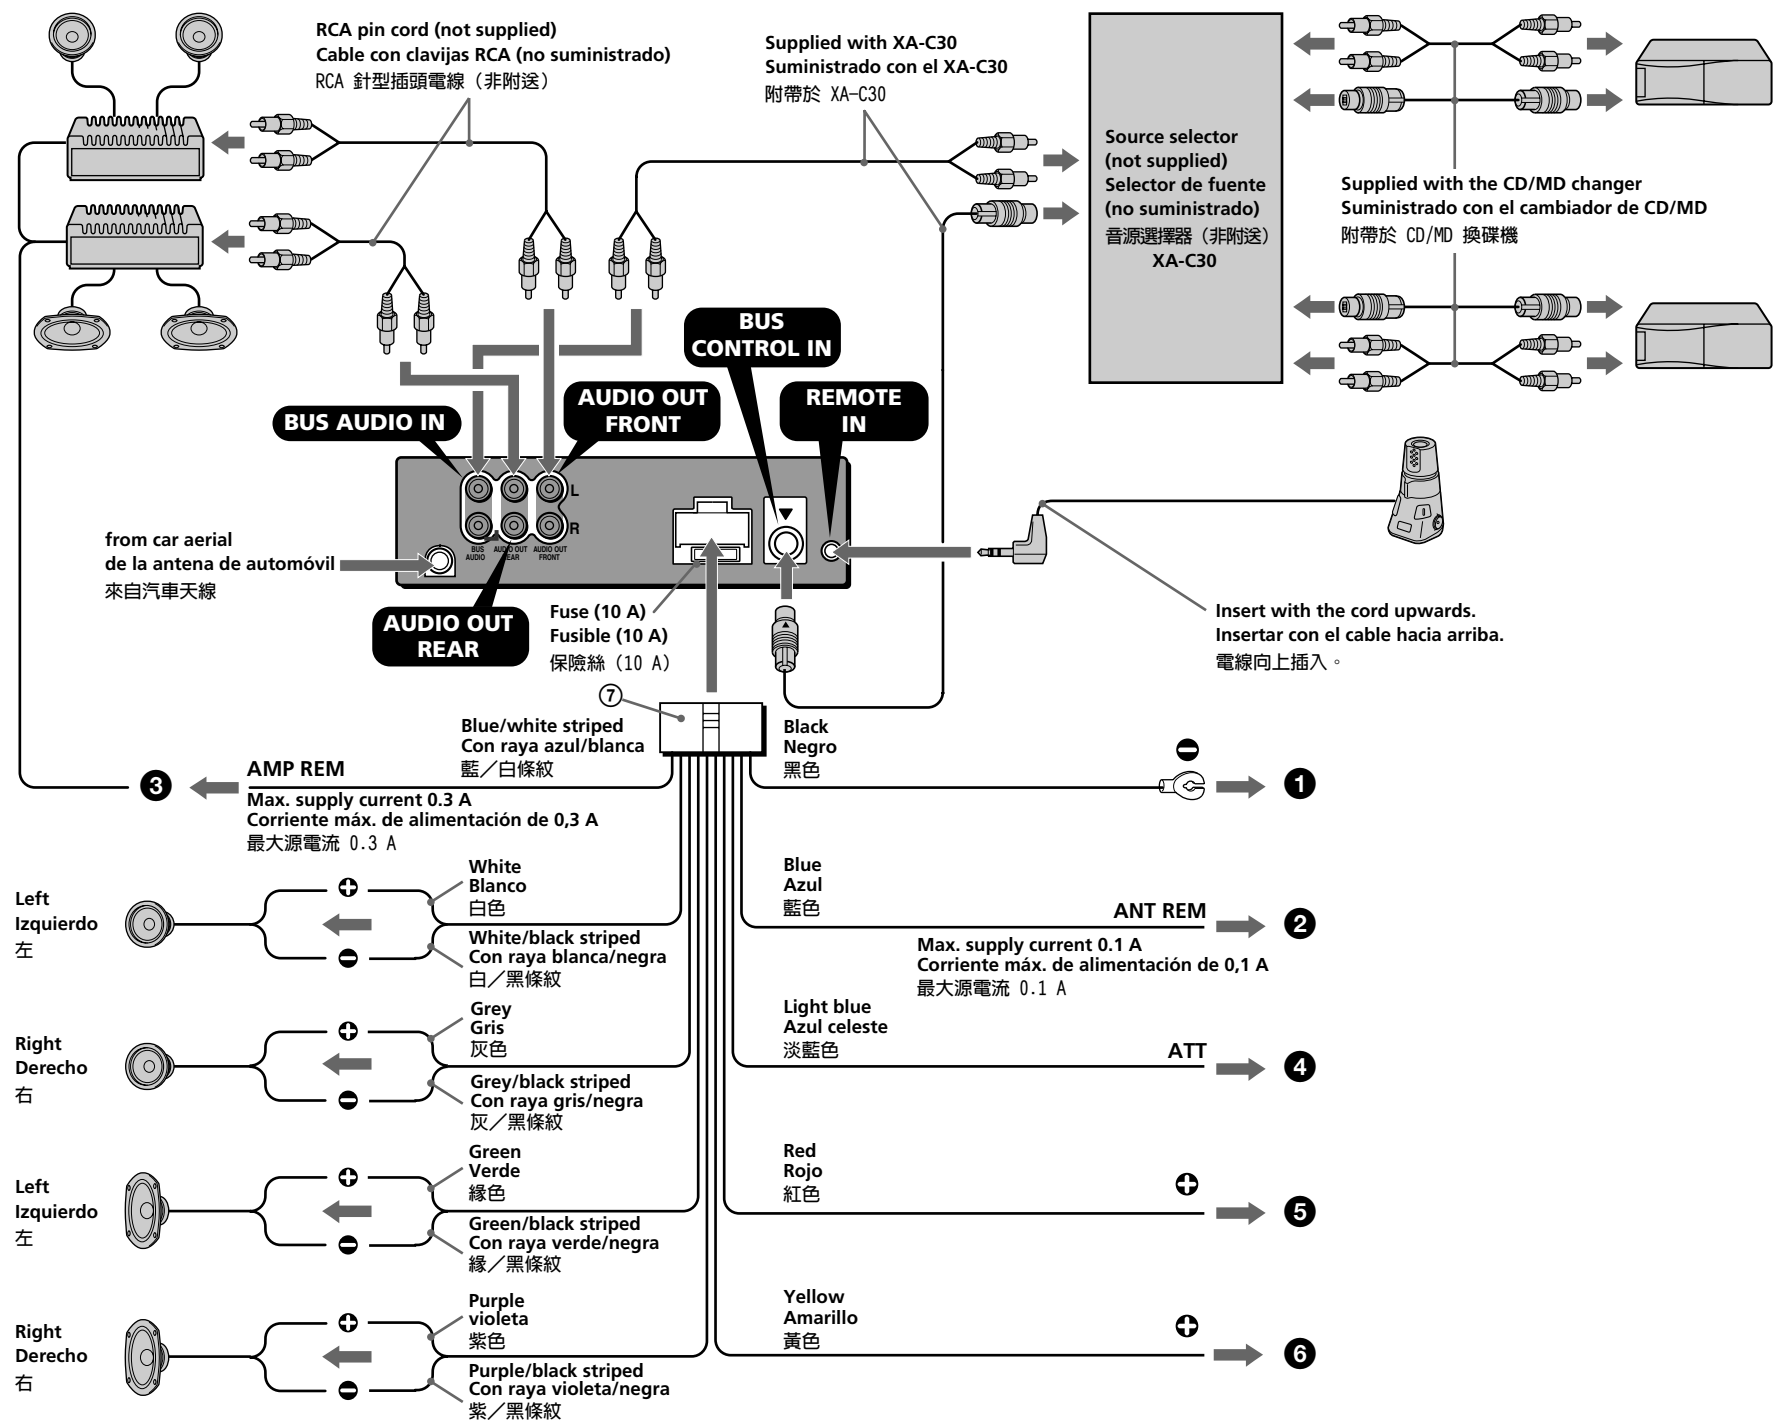 RCA pin cord (not supplied)
Cable con clavijas RCA (no suministrado)
RCA 針型插頭電線（非附送）
Supplied with XA-C30
Suministrado con el XA-C30
附帶於 XA-C30
Source selector
(not supplied)
Selector de fuente
(no suministrado)
音源選擇器（非附送）
XA-C30
Supplied with the CD/MD changer
Suministrado con el cambiador de CD/MD
附帶於 CD/MD 換碟機
BUS
CONTROL IN
BUS AUDIO IN
AUDIO OUT
FRONT
REMOTE
IN
L
R
BUS
AUDIO
AUDIO OUT
REAR
AUDIO OUT
FRONT
from car aerial
de la antena de automóvil
來自汽車天線
AUDIO OUT
REAR
Fuse (10 A)
Fusible (10 A)
保險絲（10 A）
Insert with the cord upwards.
Insertar con el cable hacia arriba.
電線向上插入。
⑦
Blue/white striped
Con raya azul/blanca
藍／白條紋
Black
Negro
黑色
❸
AMP REM
Max. supply current 0.3 A
Corriente máx. de alimentación de 0,3 A
最大源電流 0.3 A
❶
Left
Izquierdo
左
White
Blanco
白色
White/black striped
Con raya blanca/negra
白／黑條紋
Blue
Azul
藍色
ANT REM
❷
Max. supply current 0.1 A
Corriente máx. de alimentación de 0,1 A
最大源電流 0.1 A
Right
Derecho
右
Grey
Gris
灰色
Grey/black striped
Con raya gris/negra
灰／黑條紋
Light blue
Azul celeste
淡藍色
ATT
❹
Left
Izquierdo
左
Green
Verde
緣色
Green/black striped
Con raya verde/negra
緣／黑條紋
Red
Rojo
紅色
❺
Right
Derecho
右
Purple
violeta
紫色
Purple/black striped
Con raya violeta/negra
紫／黑條紋
Yellow
Amarillo
黃色
❻